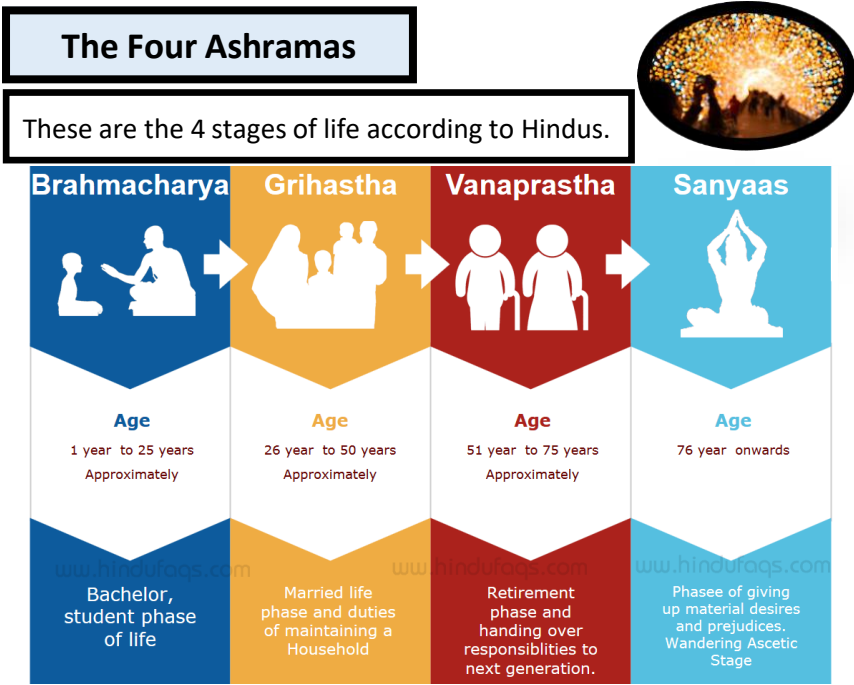 The Four Ashramas
These are the 4 stages of life according to Hindus.
Brahmacharya
Grihastha
Vanaprastha
Sanyaas
Age
1 year to 25 years
Approximately
Age
26 year to 50 years
Approximately
Age
51 year to 75 years
Approximately
Age
76 year onwards
www.hindufaqs.com
www.hindufaqs.com
www.hindufaqs.com
Bachelor,
student phase
of life
Married life
phase and duties
of maintaining a
Household
Retirement
phase and
handing over
responsiblities to
next generation.
Phasee of giving
up material desires
and prejudices.
Wandering Ascetic
Stage